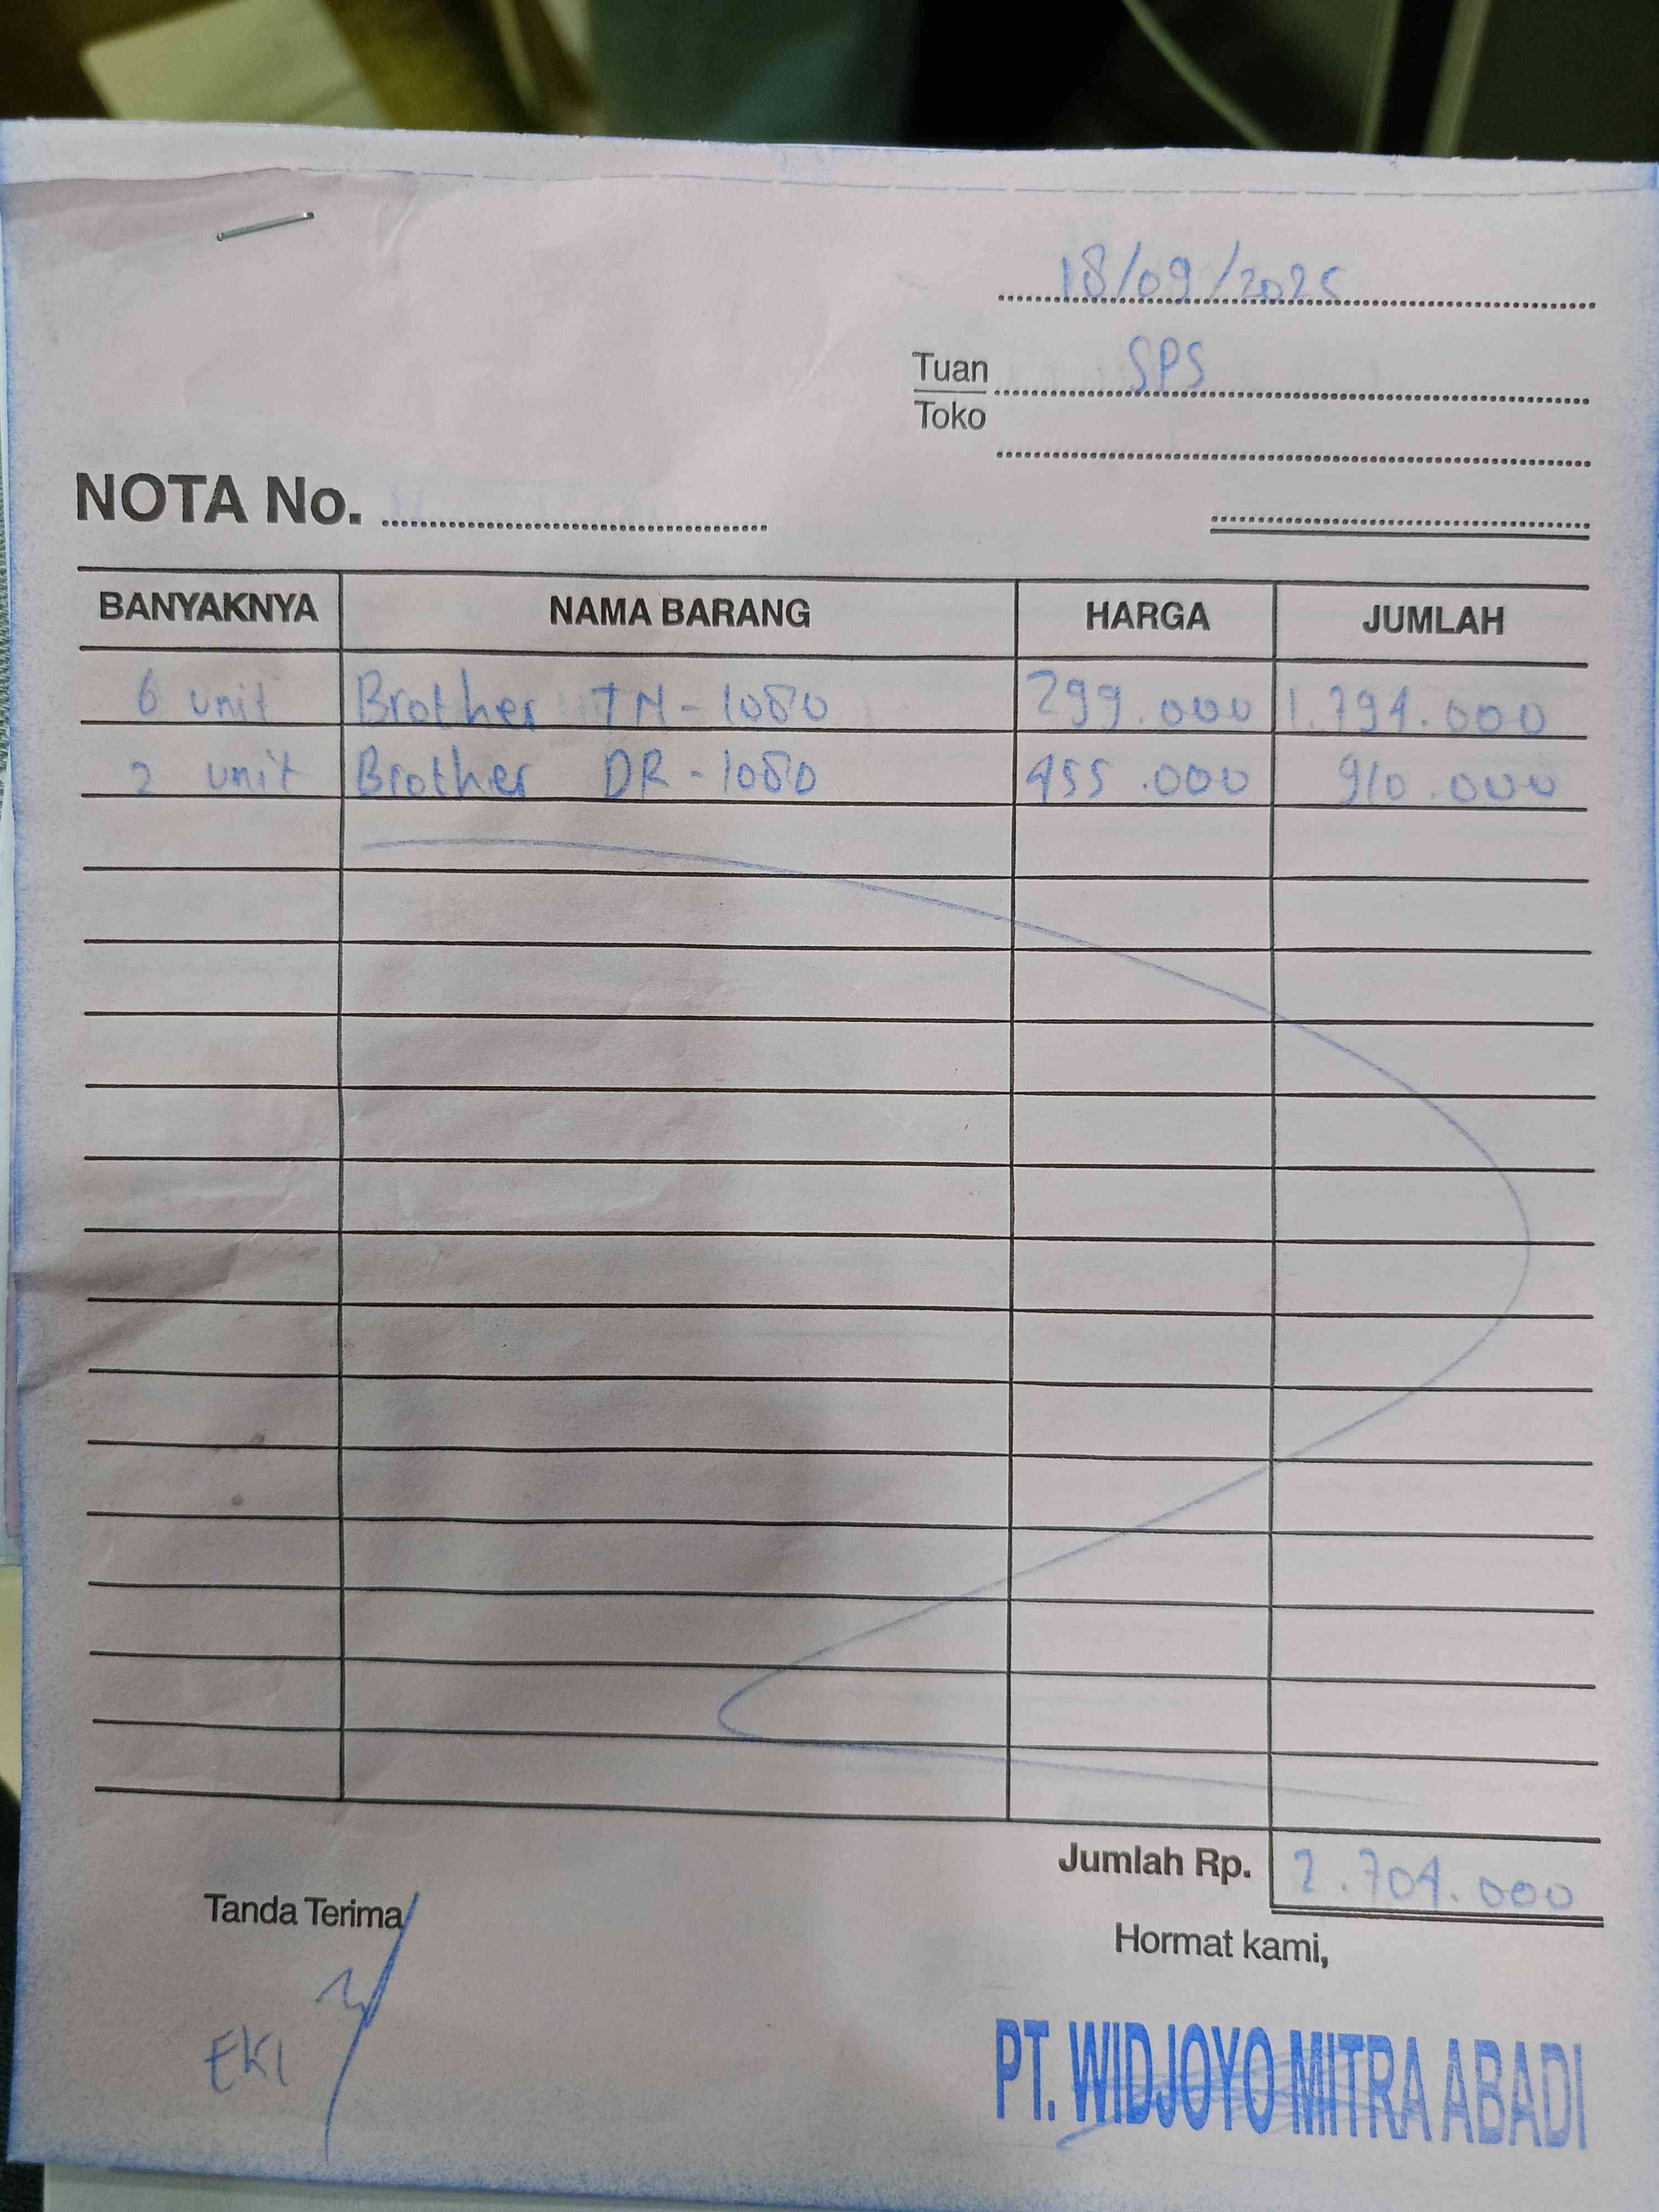 18/09/2025
Tuan SPS
Toko
NOTA No.
BANYAKNYA NAMA BARANG HARGA JUMLAH
6 unit Brother TN-1080 299.000 1.794.000
2 unit Brother DR-1080 455.000 910.000
Jumlah Rp. 2.704.000
Tanda Terima
Hormat kami,
EKI
PT. WIDJOYO MITRA ABADI